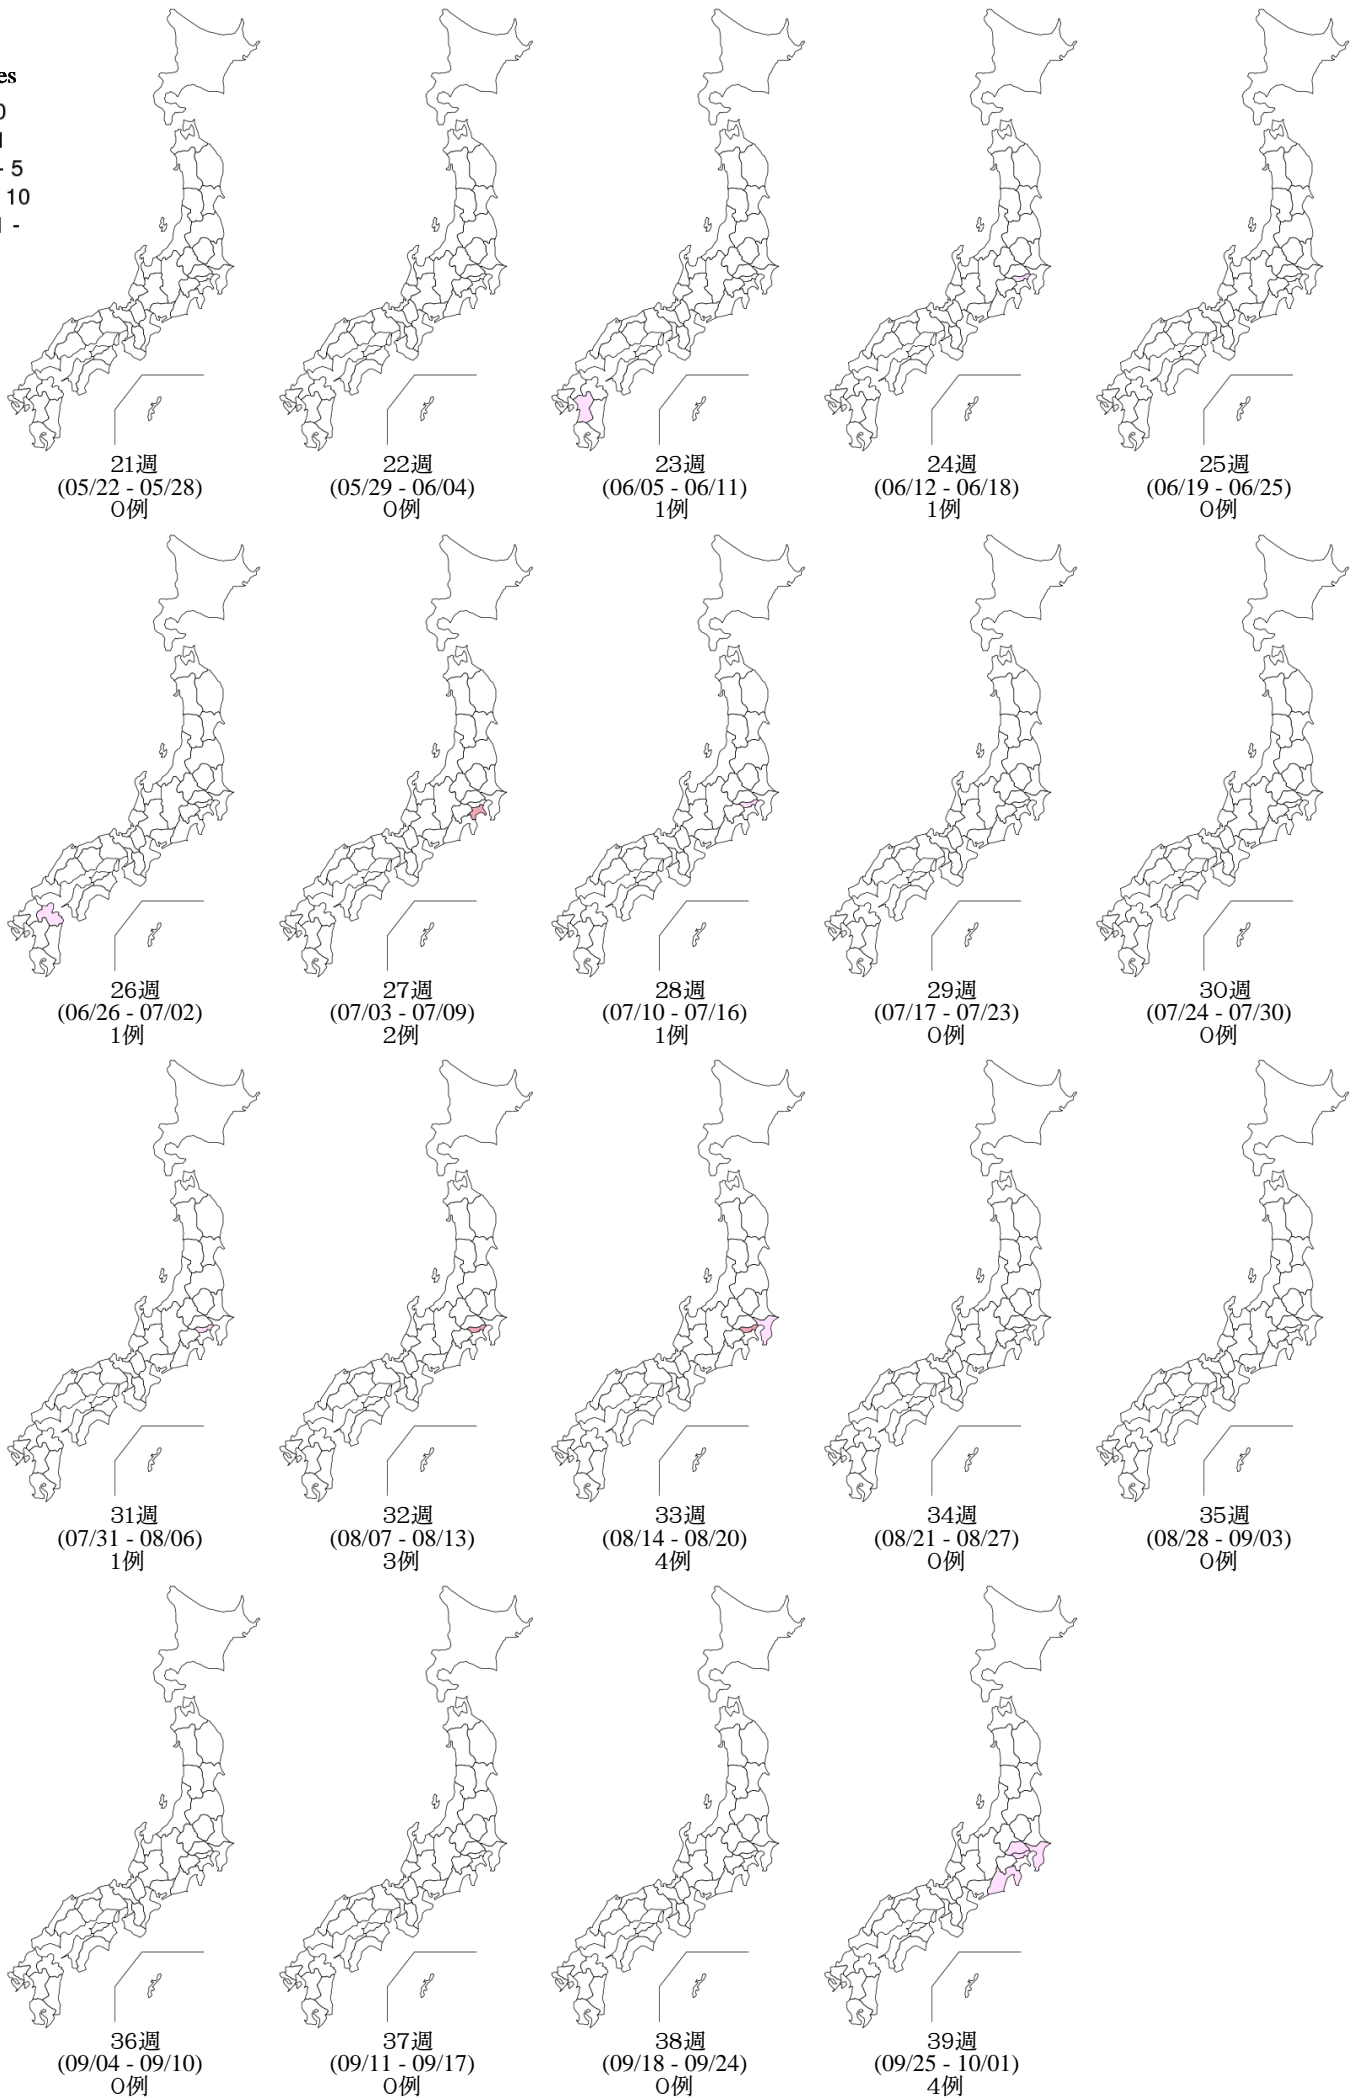 es
0
1
- 5
10
1 -
21週
(05/22 - 05/28)
0例
22週
(05/29 - 06/04)
0例
23週
(06/05 - 06/11)
1例
24週
(06/12 - 06/18)
1例
25週
(06/19 - 06/25)
0例
26週
(06/26 - 07/02)
1例
27週
(07/03 - 07/09)
2例
28週
(07/10 - 07/16)
1例
29週
(07/17 - 07/23)
0例
30週
(07/24 - 07/30)
0例
31週
(07/31 - 08/06)
1例
32週
(08/07 - 08/13)
3例
33週
(08/14 - 08/20)
4例
34週
(08/21 - 08/27)
0例
35週
(08/28 - 09/03)
0例
36週
(09/04 - 09/10)
0例
37週
(09/11 - 09/17)
0例
38週
(09/18 - 09/24)
0例
39週
(09/25 - 10/01)
4例